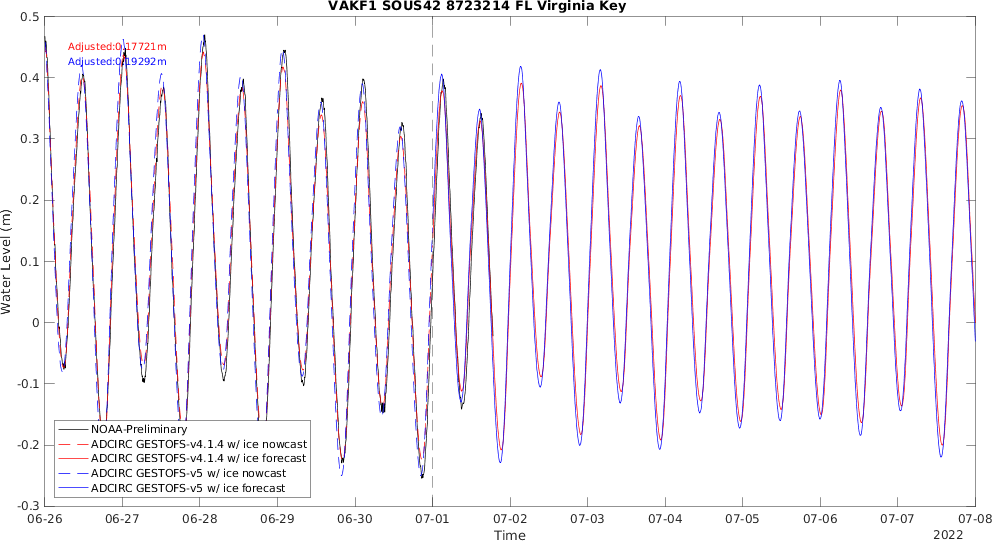 VAKF1 SOUS42 8723214 FL Virginia Key
0.5
0.4
0.3
0.2
0.1
0
-0.1
-0.2
-0.3
Water Level (m)
Adjusted:0.17721m
Adjusted:0.19292m
NOAA-Preliminary
ADCIRC GESTOFS-v4.1.4 w/ ice nowcast
ADCIRC GESTOFS-v4.1.4 w/ ice forecast
ADCIRC GESTOFS-v5 w/ ice nowcast
ADCIRC GESTOFS-v5 w/ ice forecast
06-26 06-27 06-28 06-29 06-30 07-01 07-02 07-03 07-04 07-05 07-06 07-07 07-08
Time
2022